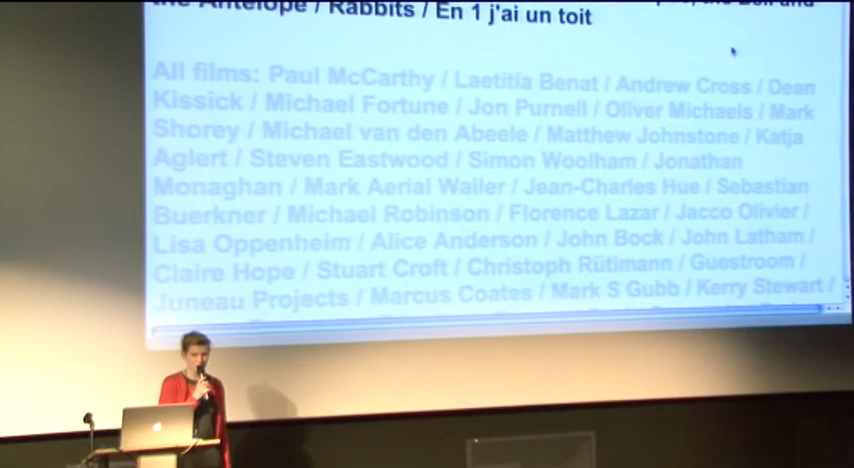 the Antelope / Rabbits / En 1 j'ai un toit
All films: Paul McCarthy / Laetitia Benat / Andrew Cross / Dean
Kissick / Michael Fortune / Jon Purnell / Oliver Michaels / Mark
Shorey / Michael van den Abeele / Matthew Johnstone / Katja
Aglert / Steven Eastwood / Simon Woolham / Jonathan
Monaghan / Mark Aerial Waller / Jean-Charles Hue / Sebastian
Buerkner / Michael Robinson / Florence Lazar / Jacco Olivier /
Lisa Oppenheim / Alice Anderson / John Bock / John Latham /
Claire Hope / Stuart Croft / Christoph Rütimann / Guestroom /
Juneau Projects / Marcus Coates / Mark S Gubb / Kerry Stewart /